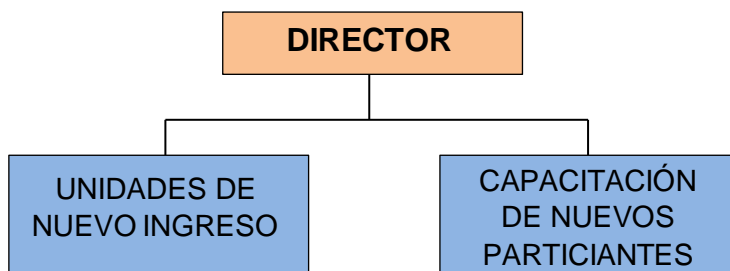 DIRECTOR
UNIDADES DE
NUEVO INGRESO
CAPACITACIÓN
DE NUEVOS
PARTICIANTES